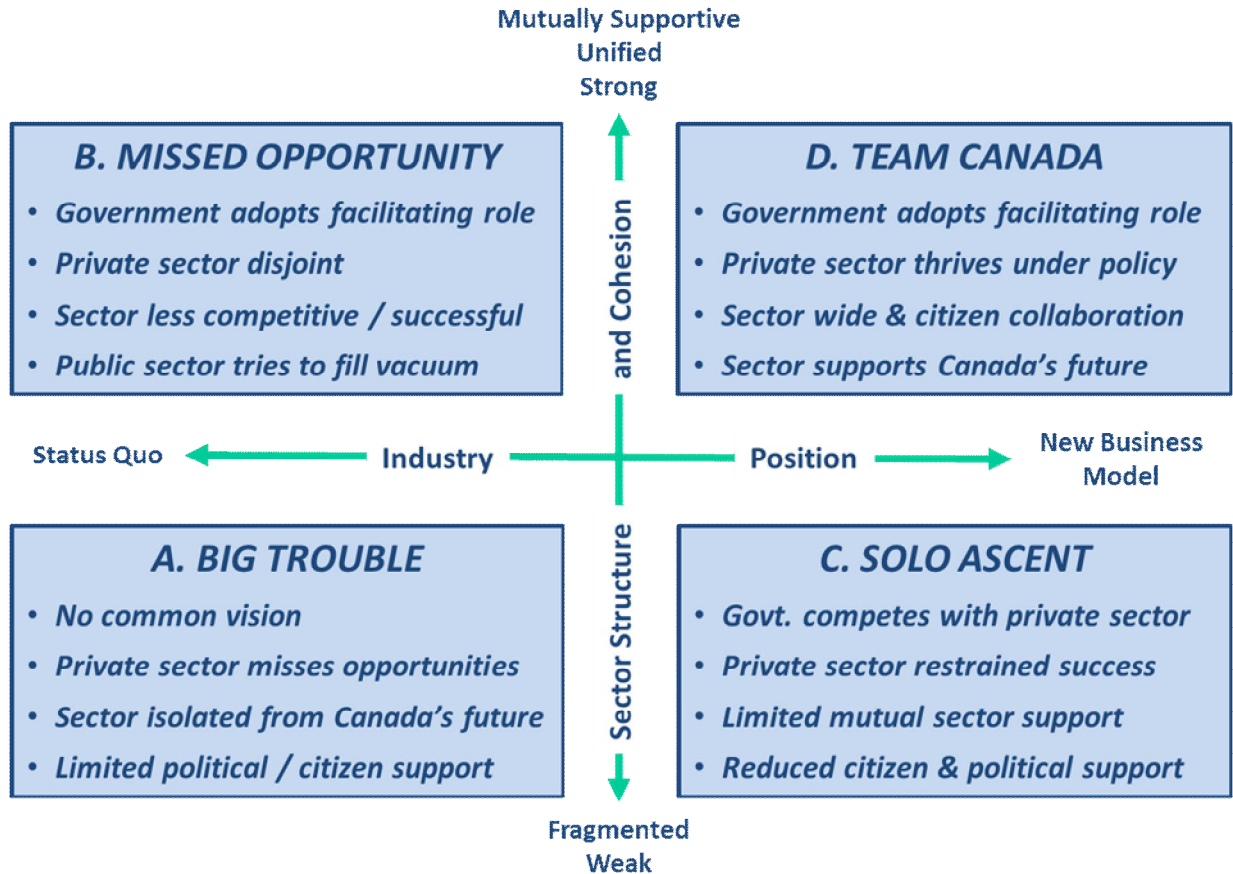 Mutually Supportive
Unified
Strong
B. MISSED OPPORTUNITY
• Government adopts facilitating role
• Private sector disjoint
• Sector less competitive / successful
• Public sector tries to fill vacuum
D. TEAM CANADA
• Government adopts facilitating role
• Private sector thrives under policy
• Sector wide & citizen collaboration
• Sector supports Canada's future
Sector Structure and Cohesion
Status Quo
Industry Position
New Business
Model
A. BIG TROUBLE
• No common vision
• Private sector misses opportunities
• Sector isolated from Canada's future
• Limited political / citizen support
C. SOLO ASCENT
• Govt. competes with private sector
• Private sector restrained success
• Limited mutual sector support
• Reduced citizen & political support
Fragmented
Weak